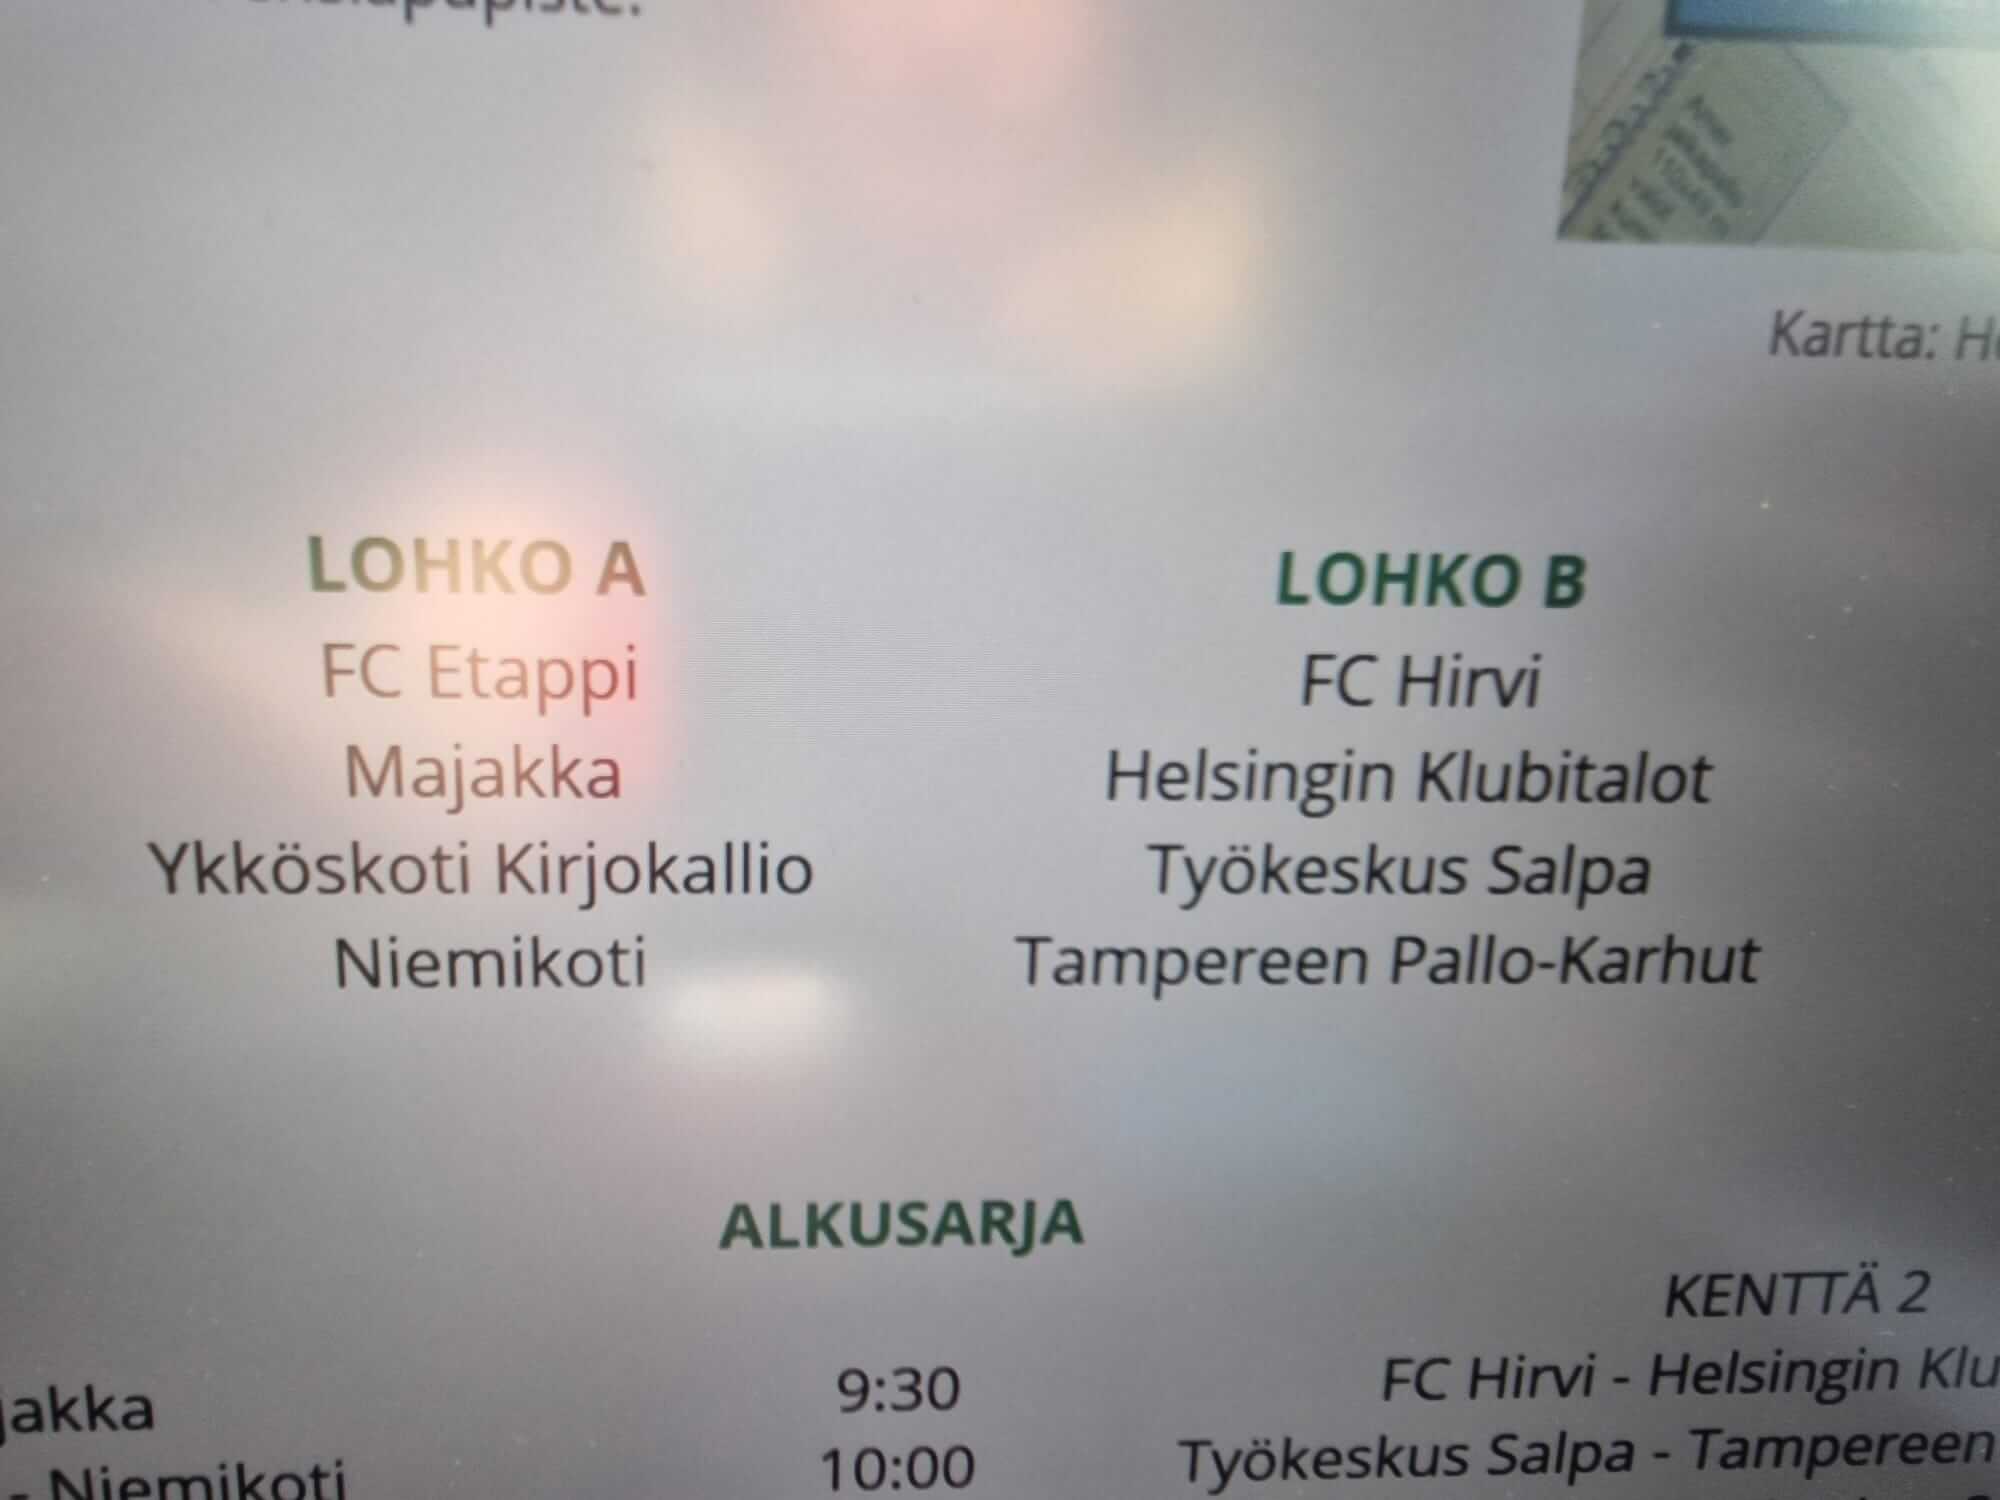 Kartta:
LOHKO A
FC Etappi
Majakka
Ykköskoti Kirjokallio
Niemikoti
LOHKO B
FC Hirvi
Helsingin Klubitalot
Työkeskus Salpa
Tampereen Pallo-Karhut
ALKUSARJA
KENTTÄ 2
jakka 9:30 FC Hirvi - Helsingin Klu
- Niemikoti 10:00 Työkeskus Salpa - Tampereen